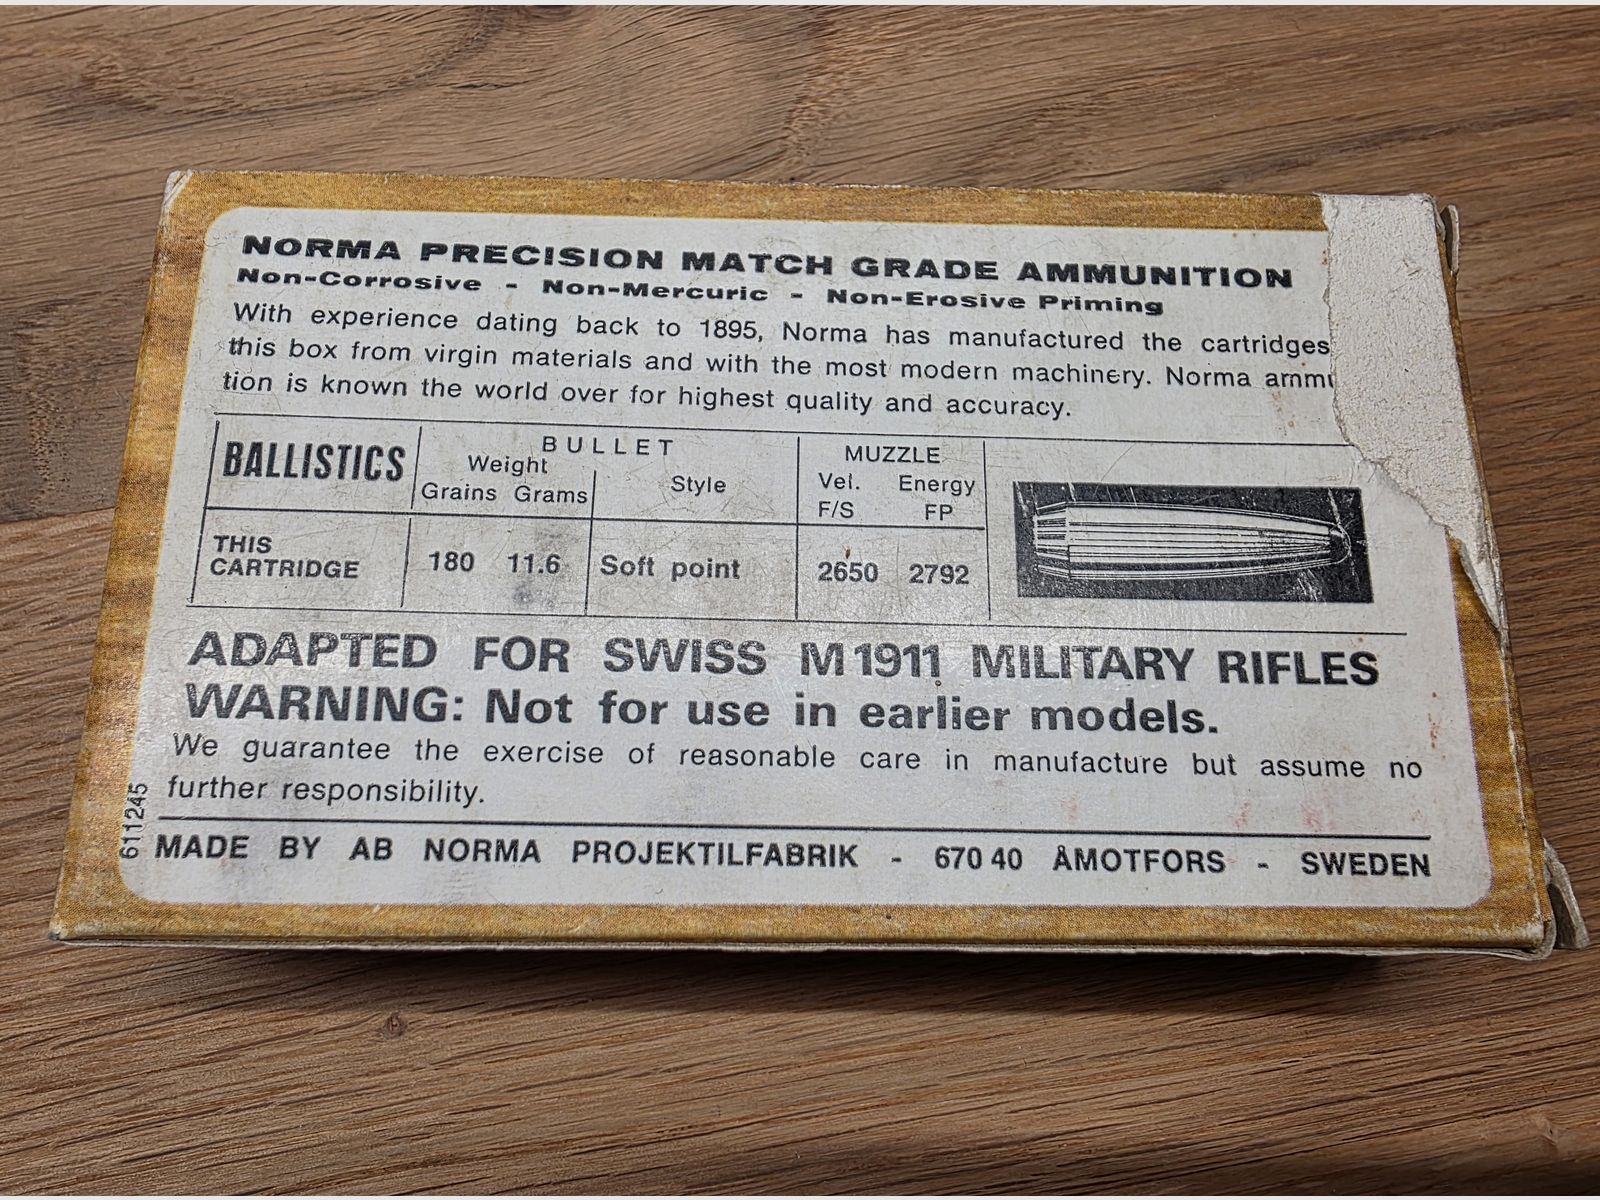 NORMA PRECISION MATCH GRADE AMMUNITION
Non-Corrosive - Non-Mercuric - Non-Erosive Priming
With experience dating back to 1895, Norma has manufactured the cartridges
this box from virgin materials and with the most modern machinery. Norma
tion is known the world over for highest quality and accuracy.
BALLISTICS
BULLET
Weight
Grains Grams
Style
MUZZLE
Vel. Energy
F/S FP
THIS
CARTRIDGE
180 11.6 Soft point 2650 2792
ADAPTED FOR SWISS M1911 MILITARY RIFLES
WARNING: Not for use in earlier models.
We guarantee the exercise of reasonable care in manufacture but assume no
further responsibility.
611245
MADE BY AB NORMA PROJEKTILFABRIK - 670 40 ÅMOTFORS - SWEDEN